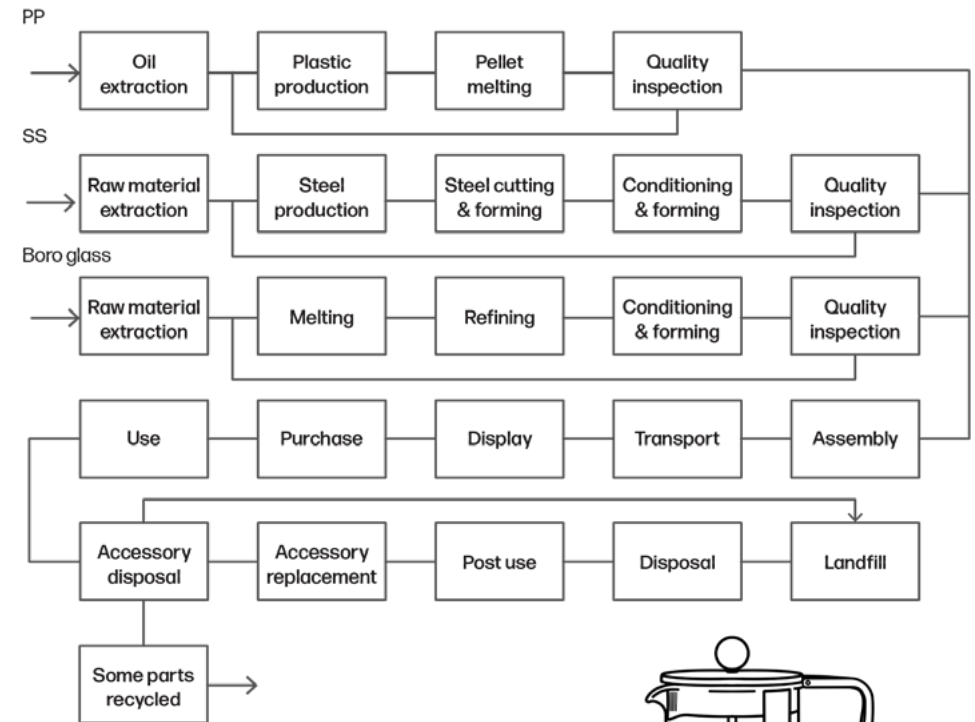 PP
Oil
extraction
Plastic
production
Pellet
melting
Quality
inspection
SS
Raw material
extraction
Steel
production
Steel cutting
& forming
Conditioning
& forming
Quality
inspection
Boro glass
Raw material
extraction
Melting
Refining
Conditioning
& forming
Quality
inspection
Use
Purchase
Display
Transport
Assembly
Accessory
disposal
Accessory
replacement
Post use
Disposal
Landfill
Some parts
recycled